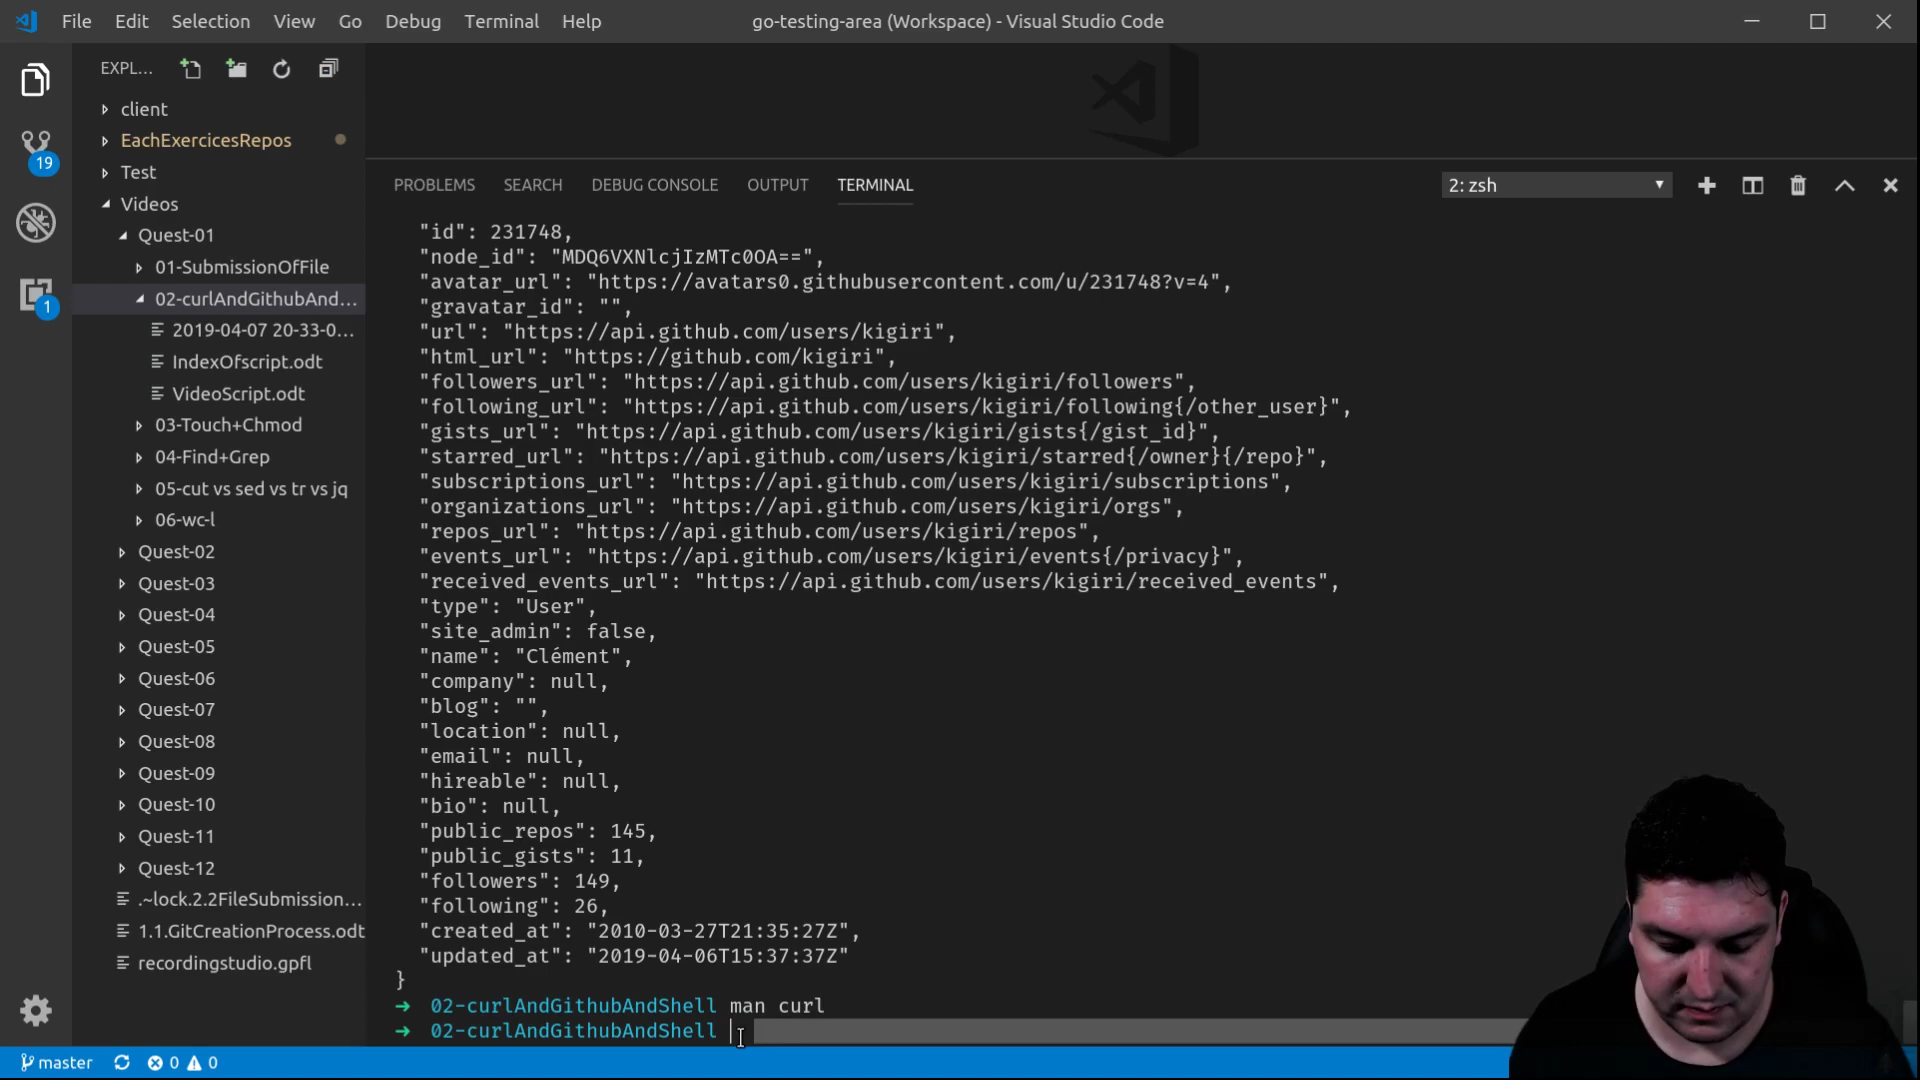 File Edit Selection View Go Debug Terminal Help go-testing-area (Workspace) - Visual Studio Code
EXPL...
client
EachExercicesRepos
Test
Videos
Quest-01
01-SubmissionOfFile
02-curlAndGithubAnd...
2019-04-07 20-33-0...
IndexOfscript.odt
VideoScript.odt
03-Touch+Chmod
04-Find+Grep
05-cut vs sed vs tr vs jq
06-wc-l
Quest-02
Quest-03
Quest-04
Quest-05
Quest-06
Quest-07
Quest-08
Quest-09
Quest-10
Quest-11
Quest-12
.~lock.2.2FileSubmission...
1.1.GitCreationProcess.odt
recordingstudio.gpfl
19
1
PROBLEMS SEARCH DEBUG CONSOLE OUTPUT TERMINAL 2: zsh
"id": 231748,
"node_id": "MDQ6VXNlcjIzMTc0OA==",
"avatar_url": "https://avatars0.githubusercontent.com/u/231748?v=4",
"gravatar_id": "",
"url": "https://api.github.com/users/kigiri",
"html_url": "https://github.com/kigiri",
"followers_url": "https://api.github.com/users/kigiri/followers",
"following_url": "https://api.github.com/users/kigiri/following{/other_user}",
"gists_url": "https://api.github.com/users/kigiri/gists{/gist_id}",
"starred_url": "https://api.github.com/users/kigiri/starred{/owner}{/repo}",
"subscriptions_url": "https://api.github.com/users/kigiri/subscriptions",
"organizations_url": "https://api.github.com/users/kigiri/orgs",
"repos_url": "https://api.github.com/users/kigiri/repos",
"events_url": "https://api.github.com/users/kigiri/events{/privacy}",
"received_events_url": "https://api.github.com/users/kigiri/received_events",
"type": "User",
"site_admin": false,
"name": "Clément",
"company": null,
"blog": "",
"location": null,
"email": null,
"hireable": null,
"bio": null,
"public_repos": 145,
"public_gists": 11,
"followers": 149,
"following": 26,
"created_at": "2010-03-27T21:35:27Z",
"updated_at": "2019-04-06T15:37:37Z"
}
➜ 02-curlAndGithubAndShell man curl
➜ 02-curlAndGithubAndShell
master 0 0